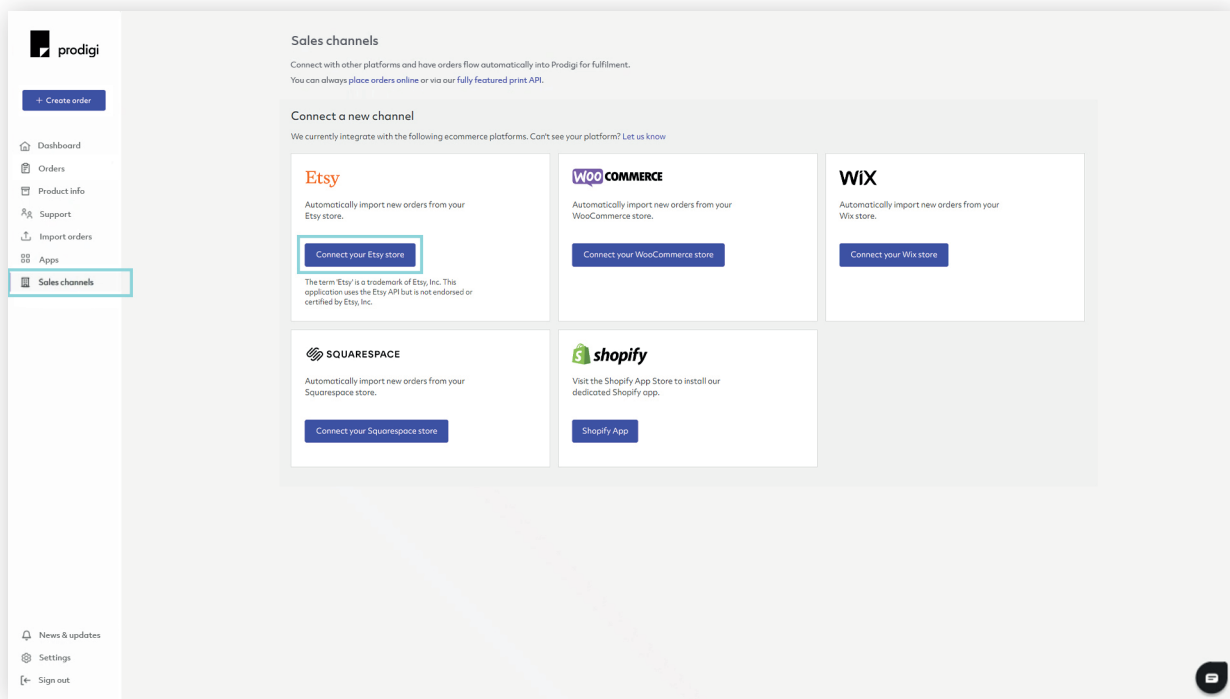 prodigi
+ Create order
Dashboard
Orders
Product info
Support
Import orders
Apps
Sales channels
News & updates
Settings
Sign out
Sales channels
Connect with other platforms and have orders flow automatically into Prodigi for fulfilment.
You can always place orders online or via our fully featured print API.
Connect a new channel
We currently integrate with the following ecommerce platforms. Can't see your platform? Let us know
Etsy
Automatically import new orders from your
Etsy store.
Connect your Etsy store
The term 'Etsy' is a trademark of Etsy, Inc. This
application uses the Etsy API but is not endorsed or
certified by Etsy, Inc.
WOO COMMERCE
Automatically import new orders from your
WooCommerce store.
Connect your WooCommerce store
WiX
Automatically import new orders from your
Wix store.
Connect your Wix store
SQUARESPACE
Automatically import new orders from your
Squarespace store.
Connect your Squarespace store
shopify
Visit the Shopify App Store to install our
dedicated Shopify app.
Shopify App